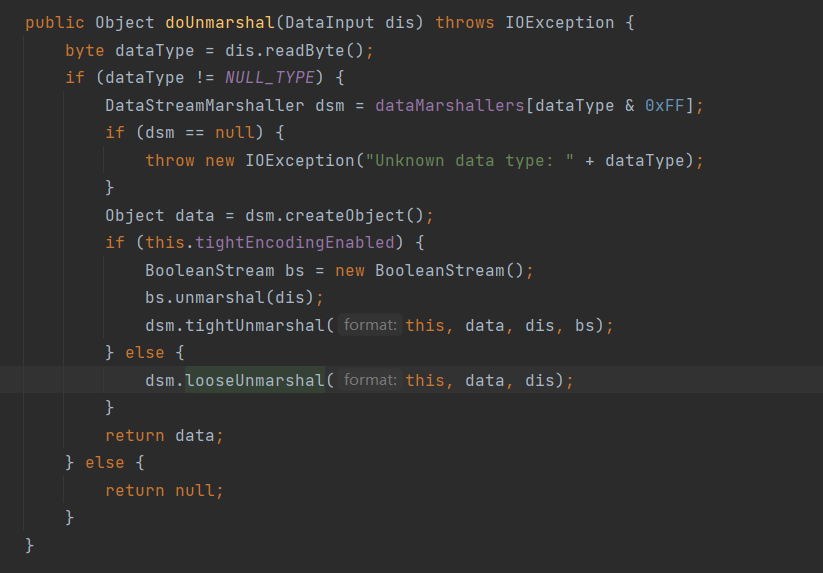 public Object doUnmarshal(DataInput dis) throws IOException {
    byte dataType = dis.readByte();
    if (dataType != NULL_TYPE) {
        DataStreamMarshaller dsm = dataMarshallers[dataType & 0xFF];
        if (dsm == null) {
            throw new IOException("Unknown data type: " + dataType);
        }
        Object data = dsm.createObject();
        if (this.tightEncodingEnabled) {
            BooleanStream bs = new BooleanStream();
            bs.unmarshal(dis);
            dsm.tightUnmarshal( format: this, data, dis, bs);
        } else {
            dsm.looseUnmarshal( format: this, data, dis);
        }
        return data;
    } else {
        return null;
    }
}